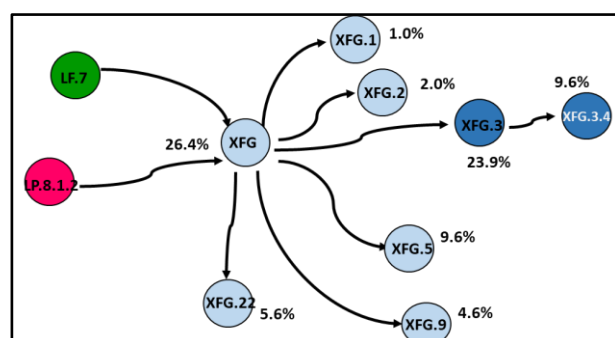 XFG.1 1.0%
LF.7
XFG.2 2.0%
9.6%
XFG.3 XFG.3.4
26.4% XFG
23.9%
LP.8.1.2
XFG.5 9.6%
XFG.22 5.6%
XFG.9 4.6%